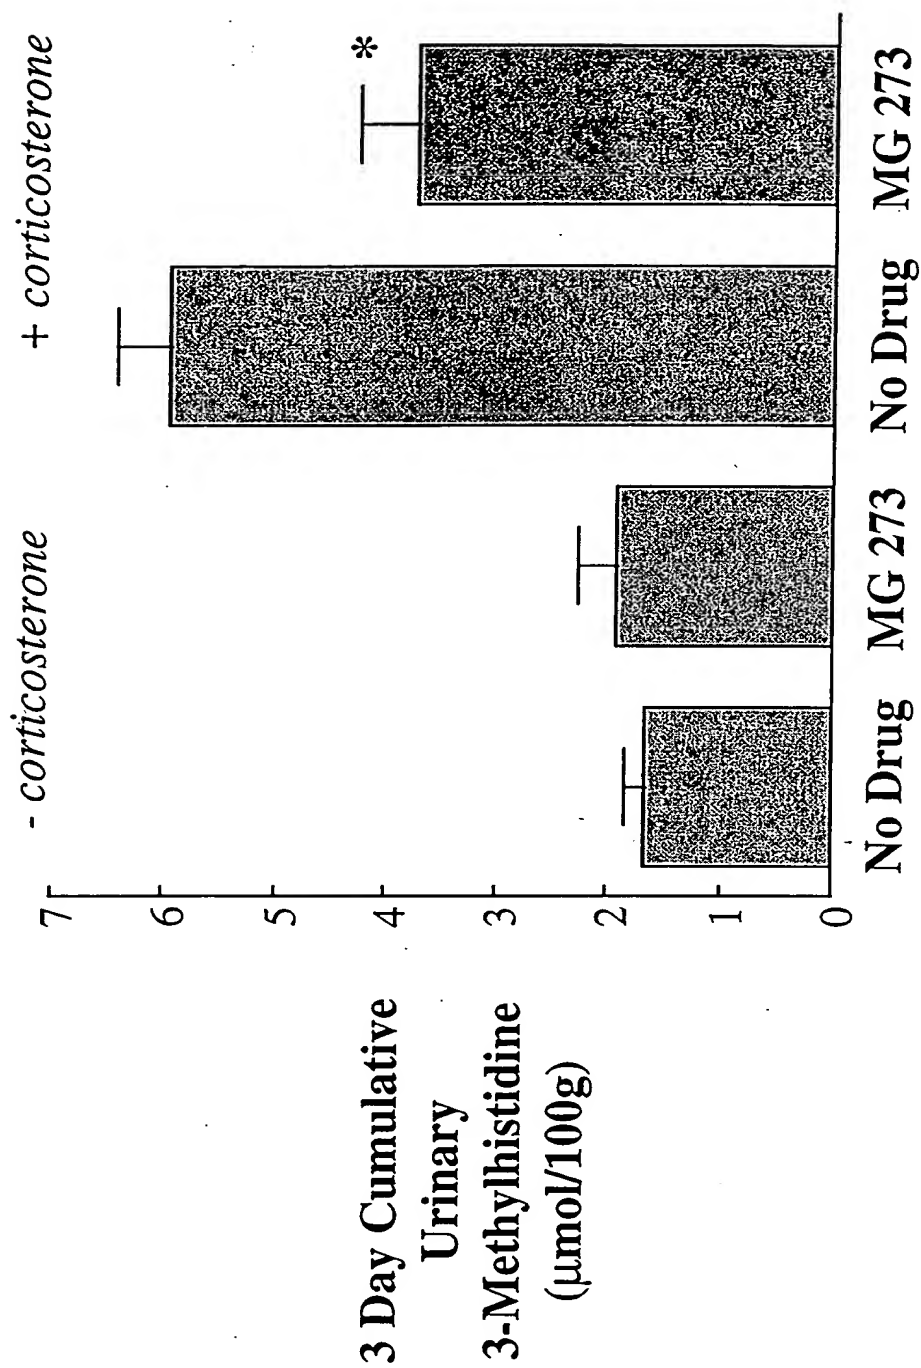 - corticosterone
+ corticosterone
3 Day Cumulative
Urinary
3-Methylhistidine
(μmol/100g)
7
6
5
4
3
2
1
0
*
No Drug
MG 273
No Drug
MG 273